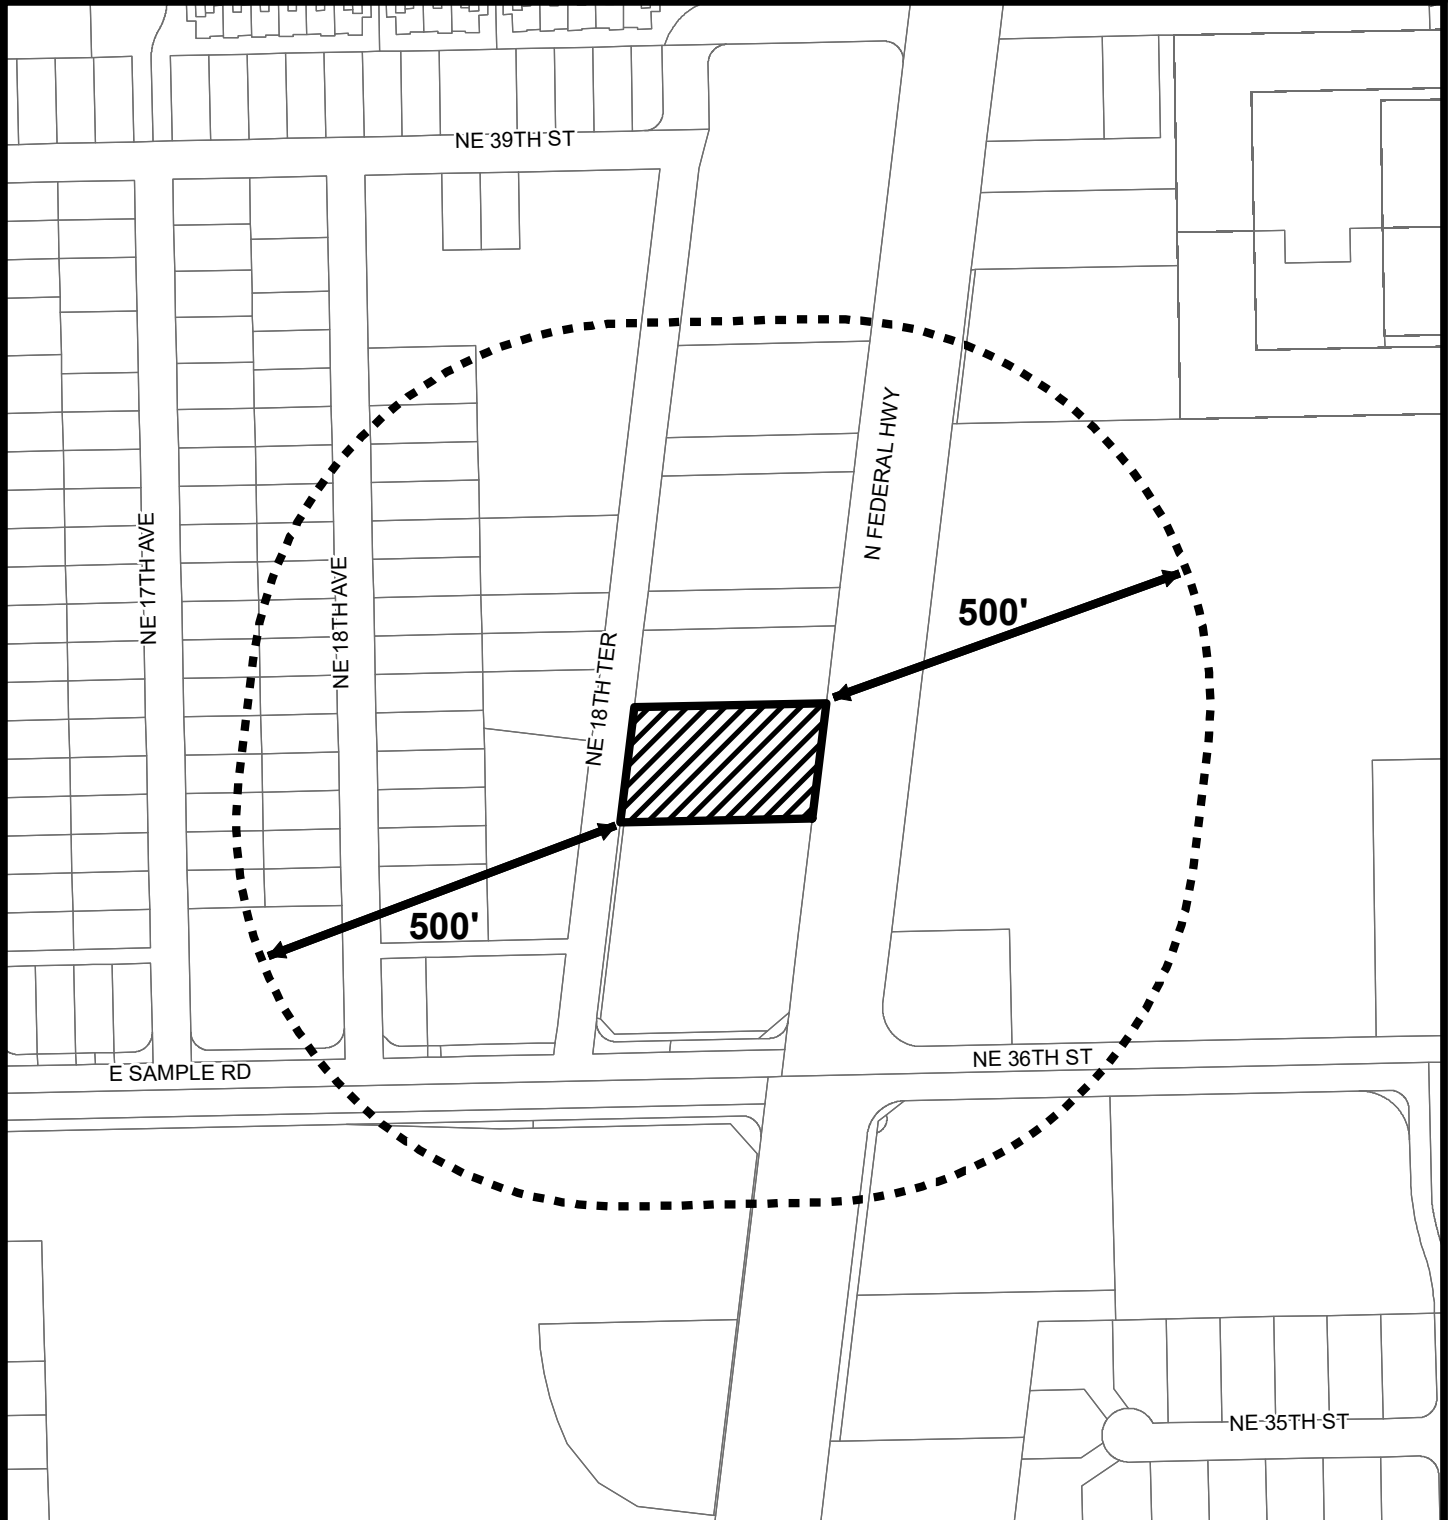 NE 39TH ST
N FEDERAL HWY
NE 17TH AVE
NE 18TH AVE
500'
NE 18TH TER
500'
NE 36TH ST
E SAMPLE RD
NE 35TH ST